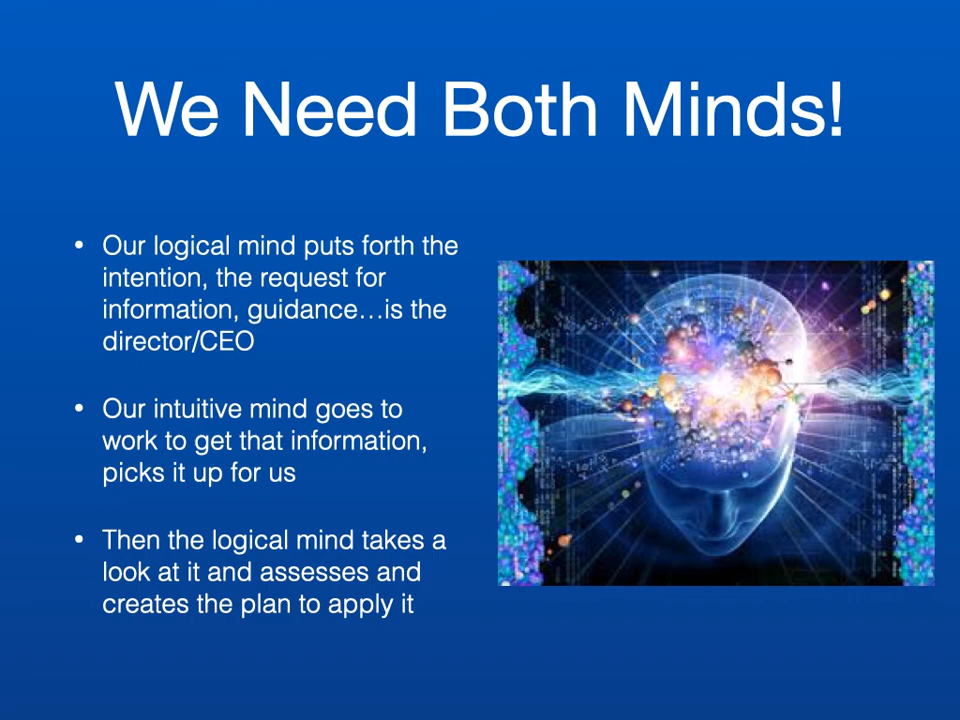 We Need Both Minds!
• Our logical mind puts forth the
intention, the request for
information, guidance…is the
director/CEO
• Our intuitive mind goes to
work to get that information,
picks it up for us
• Then the logical mind takes a
look at it and assesses and
creates the plan to apply it